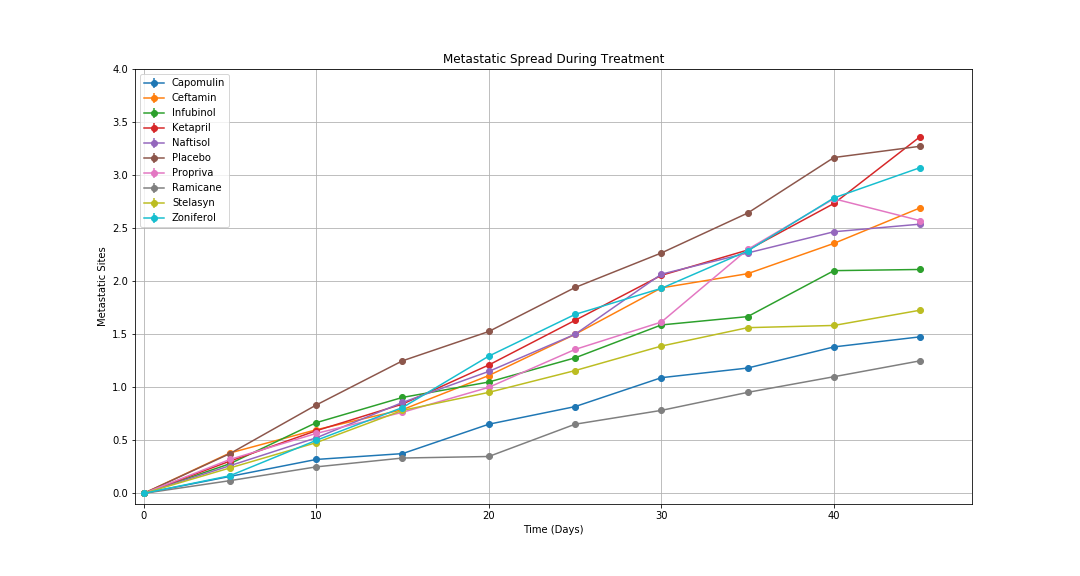 Metastatic Spread During Treatment
4.0
3.5
3.0
2.5
2.0
1.5
1.0
0.5
0.0
Metastatic Sites
Capomulin
Ceftamin
Infubinol
Ketapril
Naftisol
Placebo
Propriva
Ramicane
Stelasyn
Zoniferol
0 10 20 30 40
Time (Days)